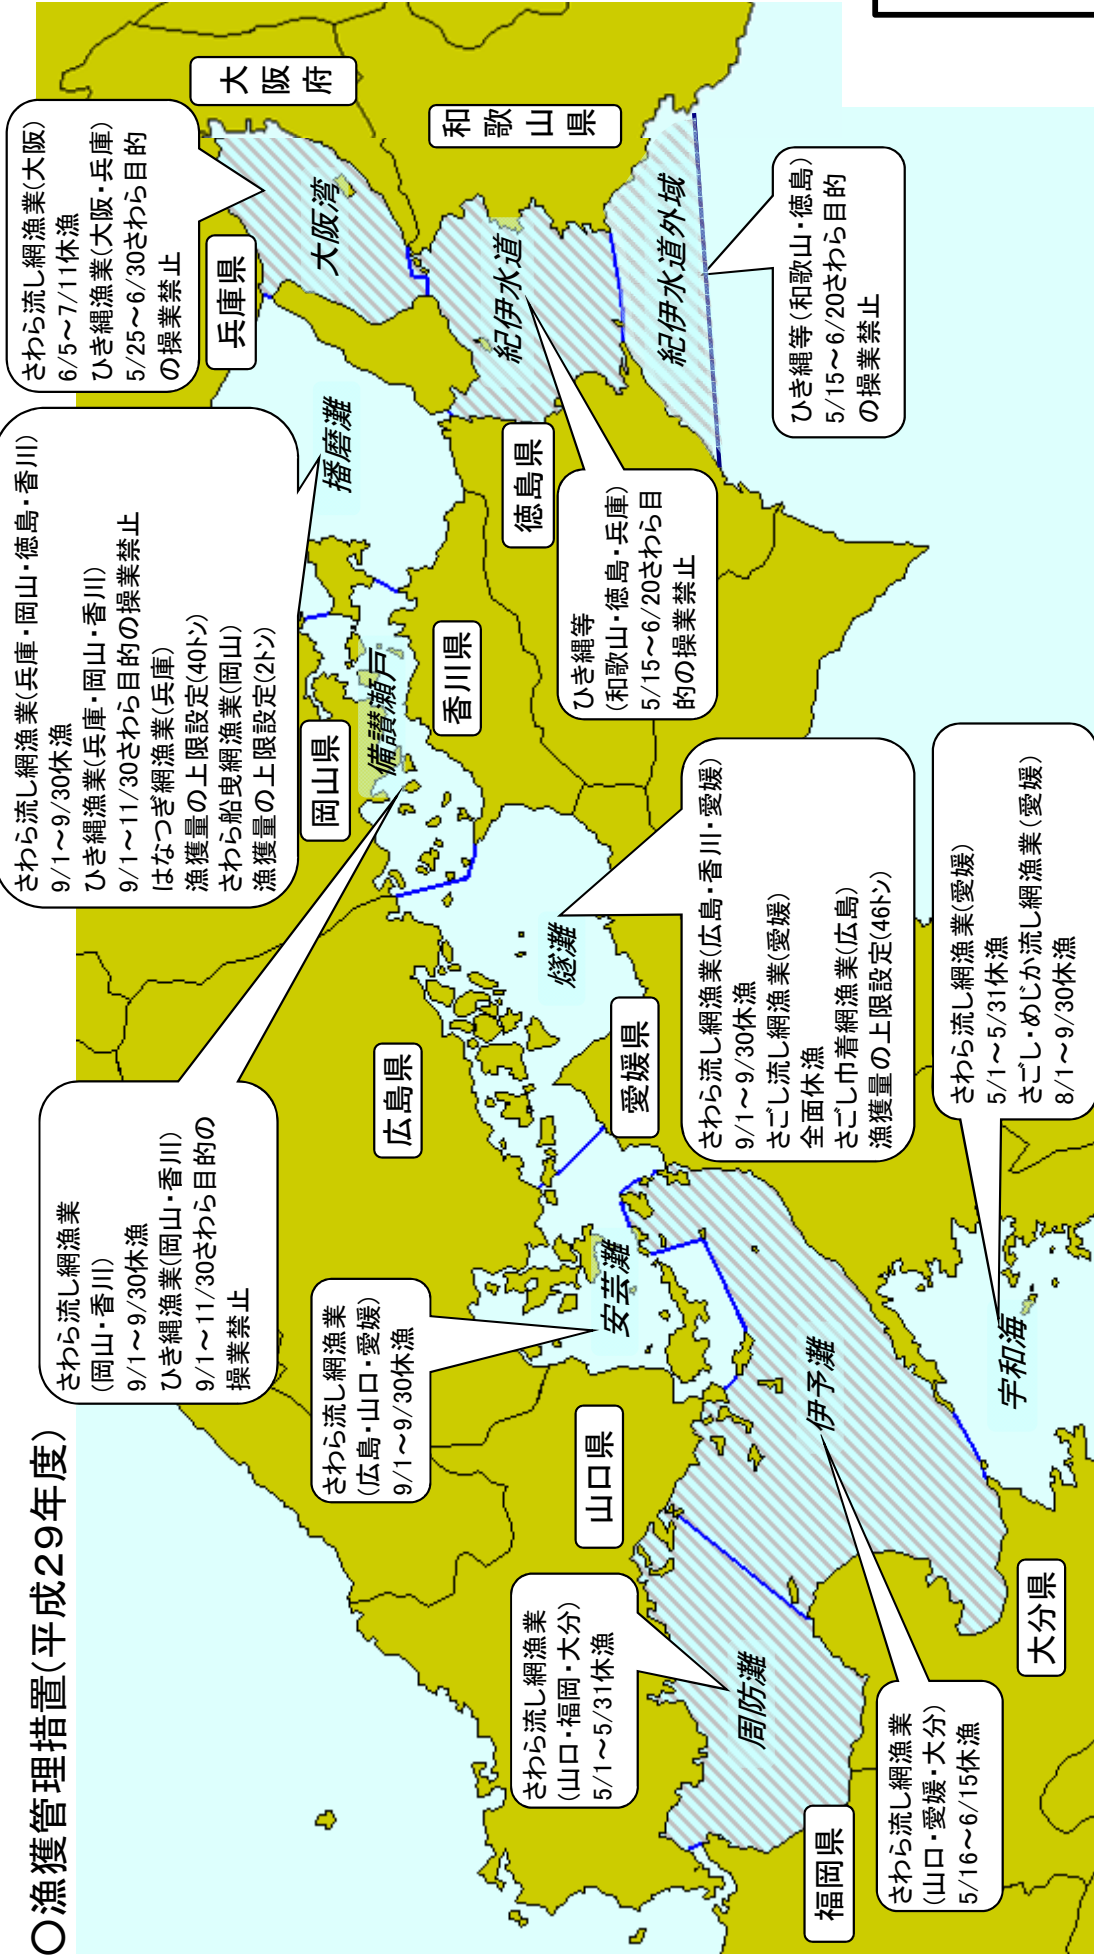 ○漁獲管理措置(平成29年度)
さわら流し網漁業
(岡山・香川)
9/1～9/30休漁
ひき縄漁業(岡山・香川)
9/1～11/30さわら目的の
操業禁止
さわら流し網漁業(兵庫・岡山・徳島・香川)
9/1～9/30休漁
ひき縄漁業(兵庫・岡山・香川)
9/1～11/30さわら目的の操業禁止
はなつぎ網漁業(兵庫)
漁獲量の上限設定(40トン)
さわら船曳網漁業(岡山)
漁獲量の上限設定(2トン)
さわら流し網漁業(大阪)
6/5～7/11休漁
ひき縄漁業(大阪・兵庫)
5/25～6/30さわら目的
の操業禁止
大阪府
兵庫県
和歌山県
大阪湾
播磨灘
岡山県
備讃瀬戸
香川県
徳島県
紀伊水道
紀伊水道外域
さわら流し網漁業
(広島・山口・愛媛)
9/1～9/30休漁
広島県
燧灘
愛媛県
安芸灘
山口県
ひき縄等
(和歌山・徳島・兵庫)
5/15～6/20さわら目
的の操業禁止
ひき縄等(和歌山・徳島)
5/15～6/20さわら目的
の操業禁止
さわら流し網漁業
(山口・福岡・大分)
5/1～5/31休漁
周防灘
伊予灘
さわら流し網漁業(広島・香川・愛媛)
9/1～9/30休漁
さごし流し網漁業(愛媛)
全面休漁
さごし巾着網漁業(広島)
漁獲量の上限設定(46トン)
福岡県
さわら流し網漁業
(山口・愛媛・大分)
5/16～6/15休漁
大分県
宇和海
さわら流し網漁業(愛媛)
5/1～5/31休漁
さごし・めじか流し網漁業(愛媛)
8/1～9/30休漁